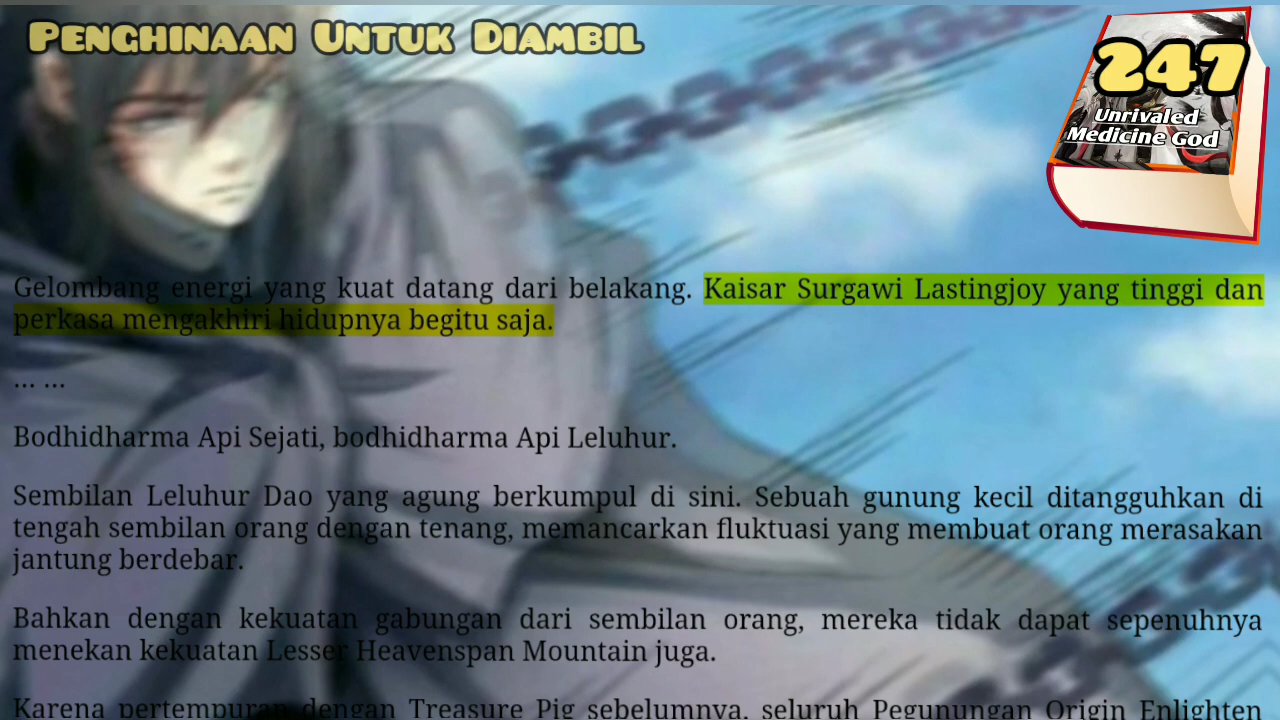 Penghinaan Untuk Diambil
247
Unrivaled
Medicine God
Gelombang energi yang kuat datang dari belakang. Kaisar Surgawi Lastingjoy yang tinggi dan
perkasa mengakhiri hidupnya begitu saja.
... ...
Bodhidharma Api Sejati, bodhidharma Api Leluhur.
Sembilan Leluhur Dao yang agung berkumpul di sini. Sebuah gunung kecil ditangguhkan di
tengah sembilan orang dengan tenang, memancarkan fluktuasi yang membuat orang merasakan
jantung berdebar.
Bahkan dengan kekuatan gabungan dari sembilan orang, mereka tidak dapat sepenuhnya
menekan kekuatan Lesser Heavenspan Mountain juga.
Karena pertempuran dengan Treasure Pig sebelumnya, seluruh Pegunungan Origin Enlighten